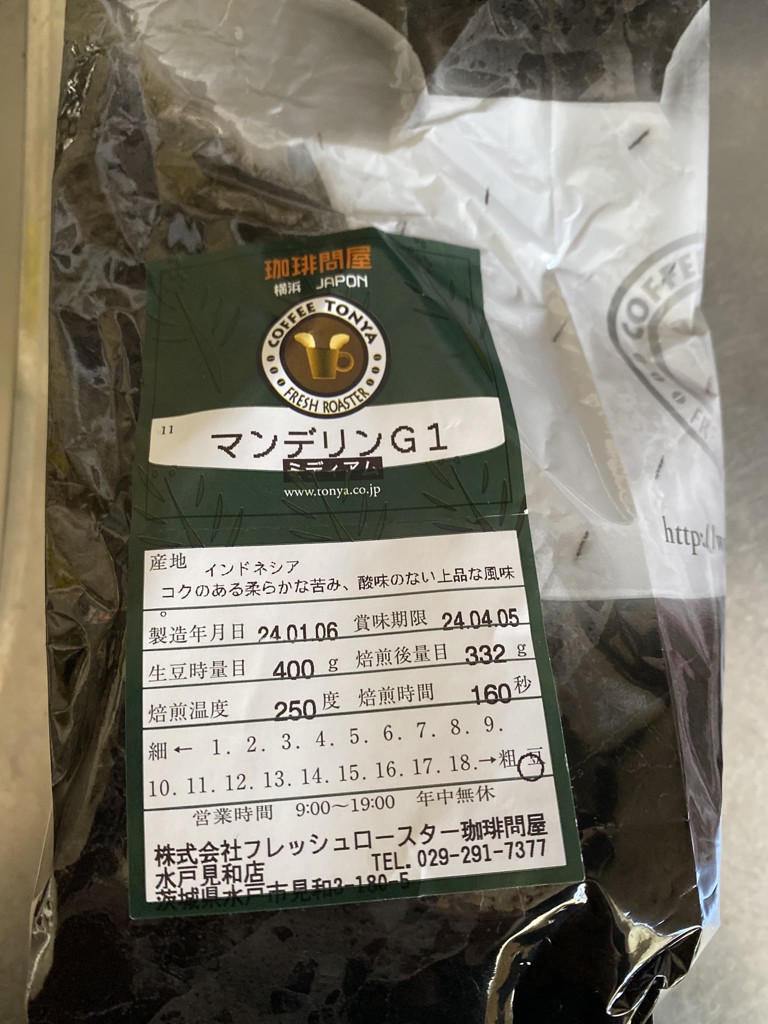 珈琲問屋
横浜 JAPON
COFFEE TONYA
FRESH ROASTER
11
マンデリンG1
ミディアム
www.tonya.co.jp
産地 インドネシア
コクのある柔らかな苦み、酸味のない上品な風味
。
製造年月日 24.01.06 賞味期限 24.04.05
生豆時量目 400 g 焙煎後量目 332 g
焙煎温度 250 度 焙煎時間 160 秒
細← 1. 2. 3. 4. 5. 6. 7. 8. 9.
10. 11. 12. 13. 14. 15. 16. 17. 18.→粗 豆
営業時間 9:00～19:00 年中無休
株式会社フレッシュロースター珈琲問屋
水戸見和店 TEL. 029-291-7377
茨城県水戸市見和3-180-5
COFFE
FR
http://w